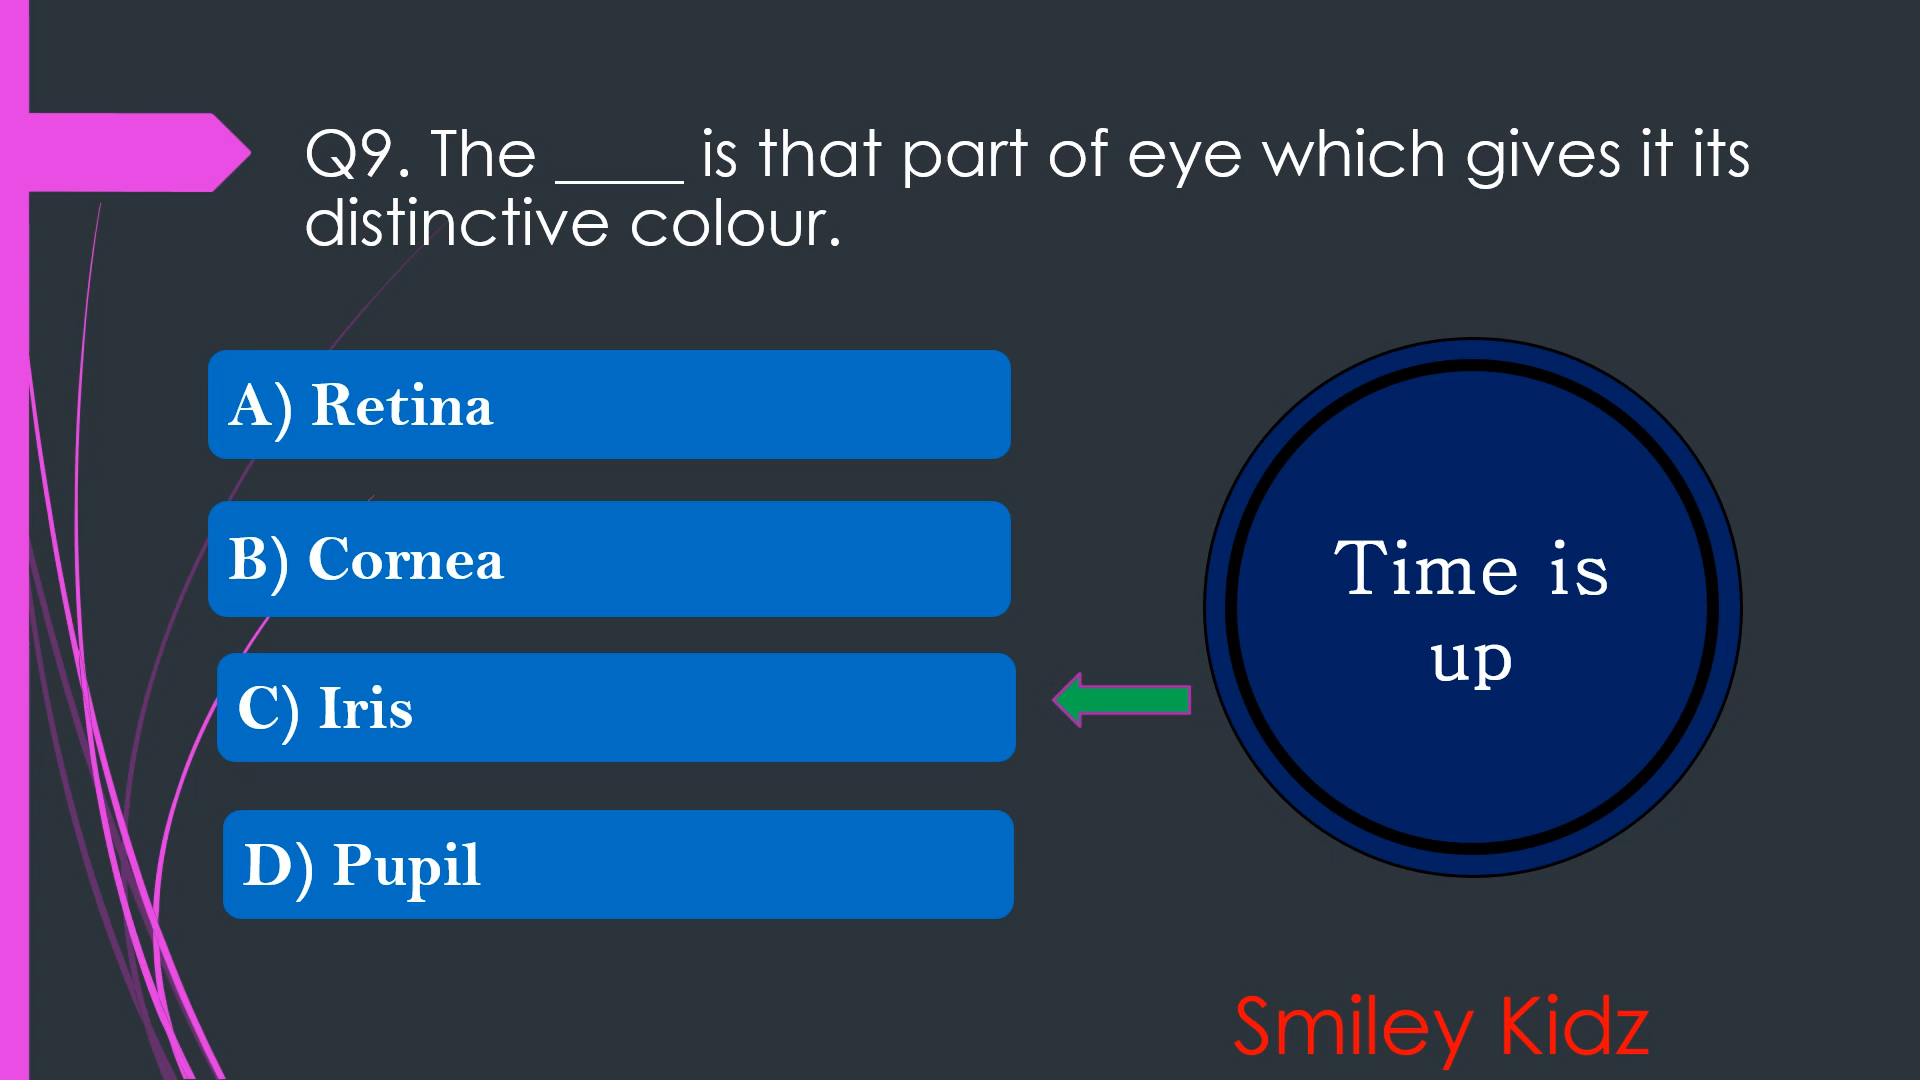 Q9. The ____ is that part of eye which gives it its
distinctive colour.
A) Retina
B) Cornea
C) Iris
D) Pupil
Time is
up
Smiley Kidz